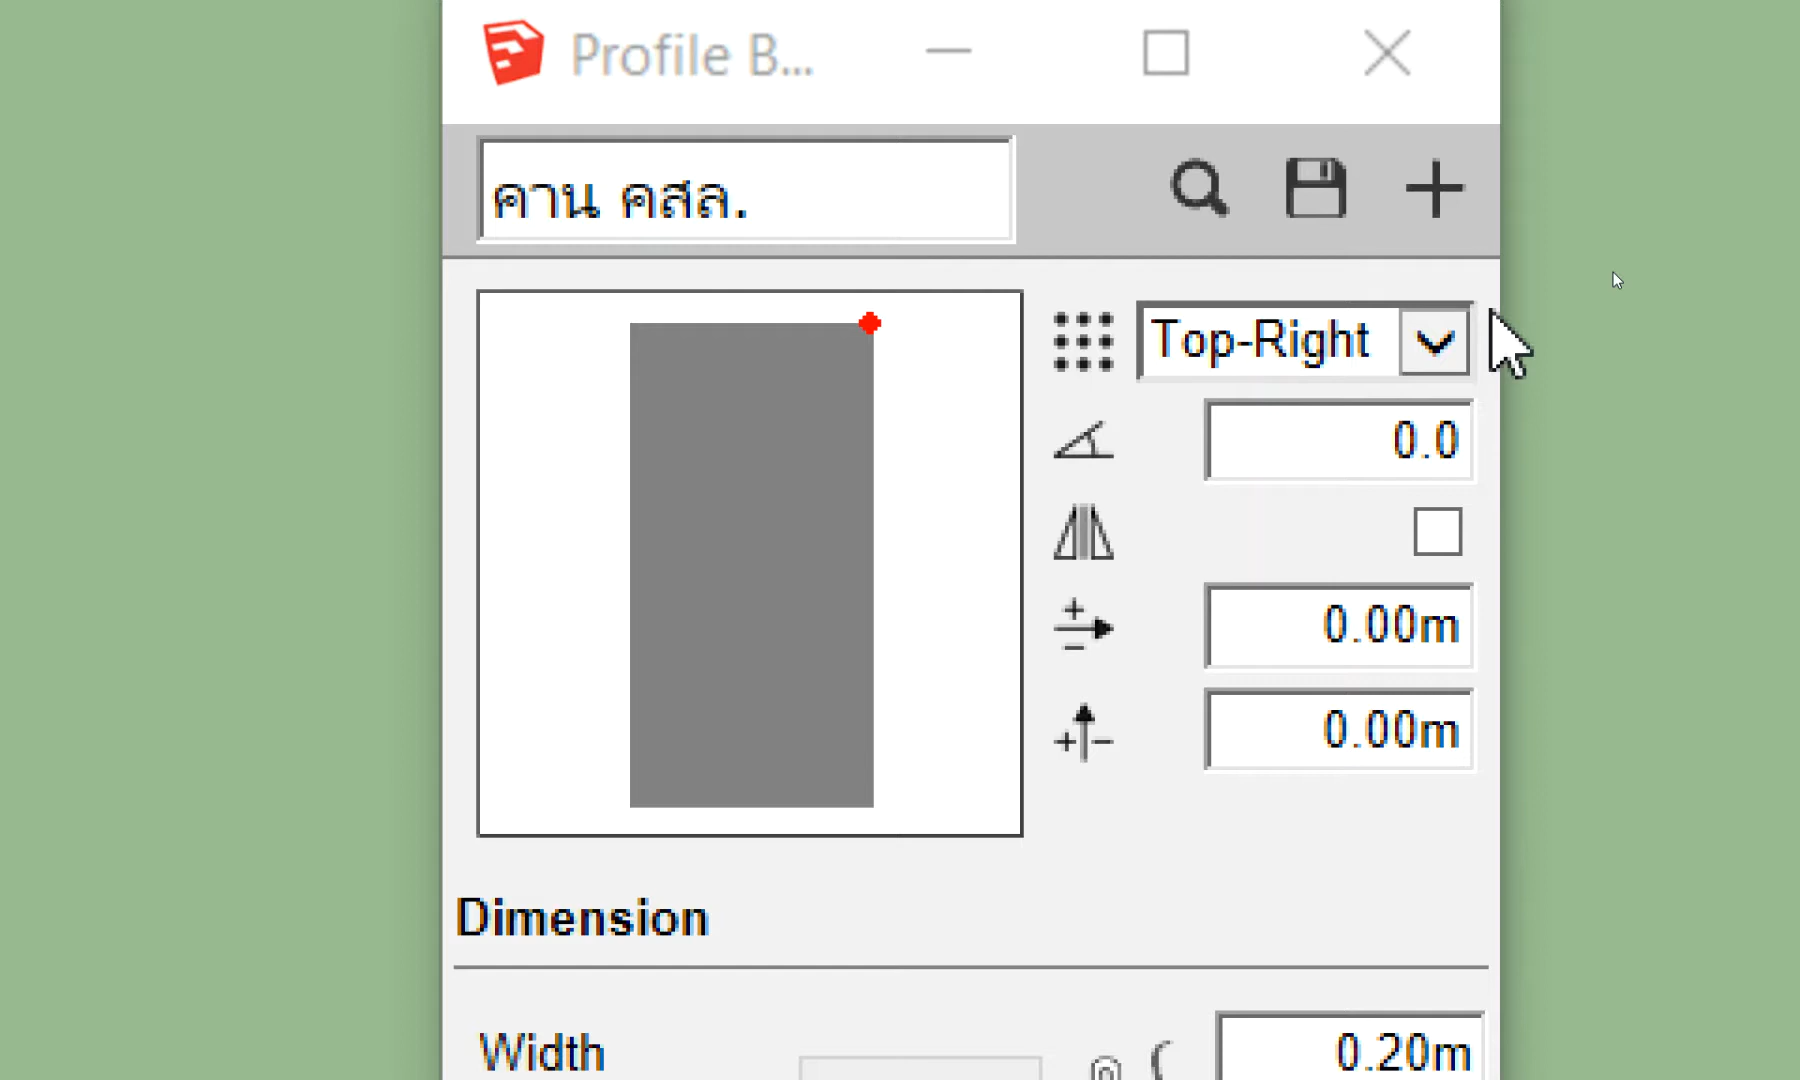 Profile B...
คาน คสล.
Top-Right
0.0
0.00m
0.00m
Dimension
Width
0.20m